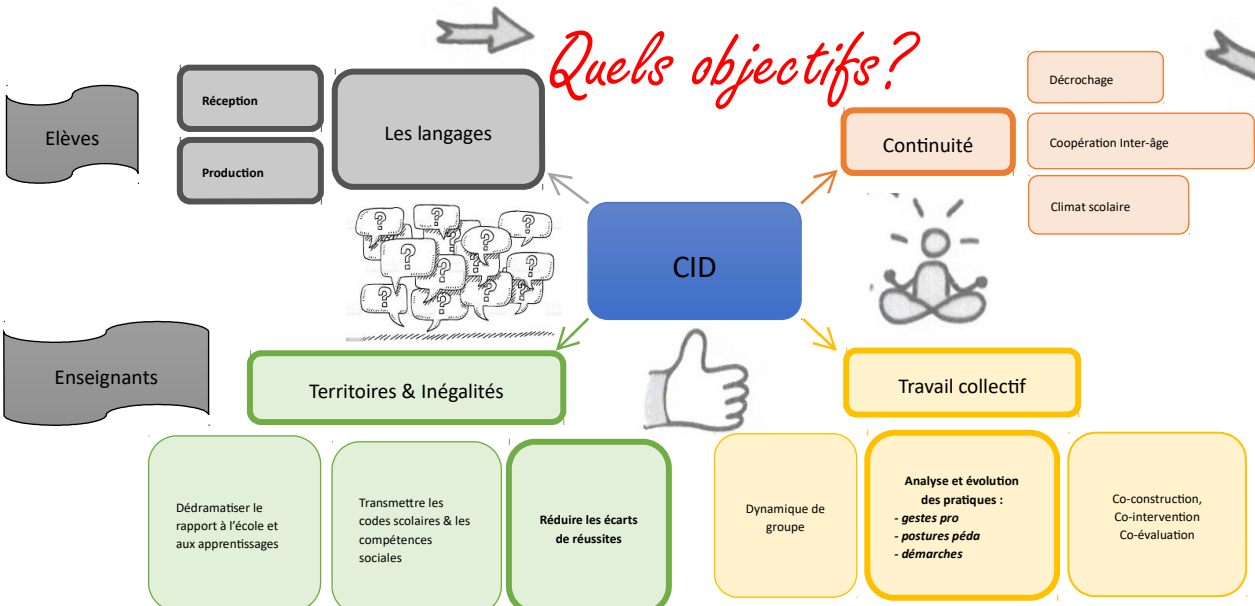 Quels objectifs?
Elèves
Réception
Production
Les langages
Continuité
Décrochage
Coopération Inter-âge
Climat scolaire
CID
Enseignants
Territoires & Inégalités
Dédramatiser le
rapport à l'école et
aux apprentissages
Transmettre les
codes scolaires & les
compétences
sociales
Réduire les écarts
de réussites
Travail collectif
Dynamique de
groupe
Analyse et évolution
des pratiques :
- gestes pro
- postures péda
- démarches
Co-construction,
Co-intervention
Co-évaluation